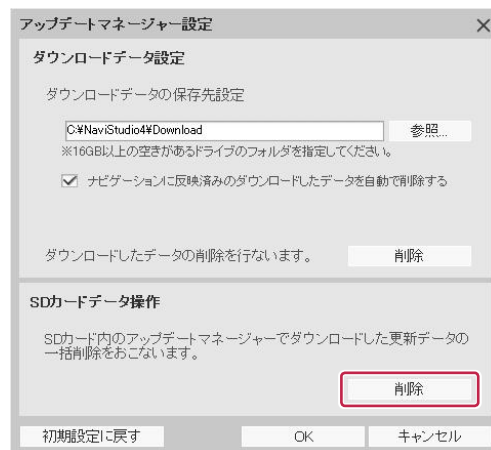 アップデートマネージャー設定
ダウンロードデータ設定
ダウンロードデータの保存先設定
C:¥NaviStudio4¥Download
参照...
※16GB以上の空きがあるドライブのフォルダを指定してください。
ナビゲーションに反映済みのダウンロードしたデータを自動で削除する
ダウンロードしたデータの削除を行ないます。
削除
SDカードデータ操作
SDカード内のアップデートマネージャーでダウンロードした更新データの
一括削除をおこないます。
削除
初期設定に戻す
OK
キャンセル